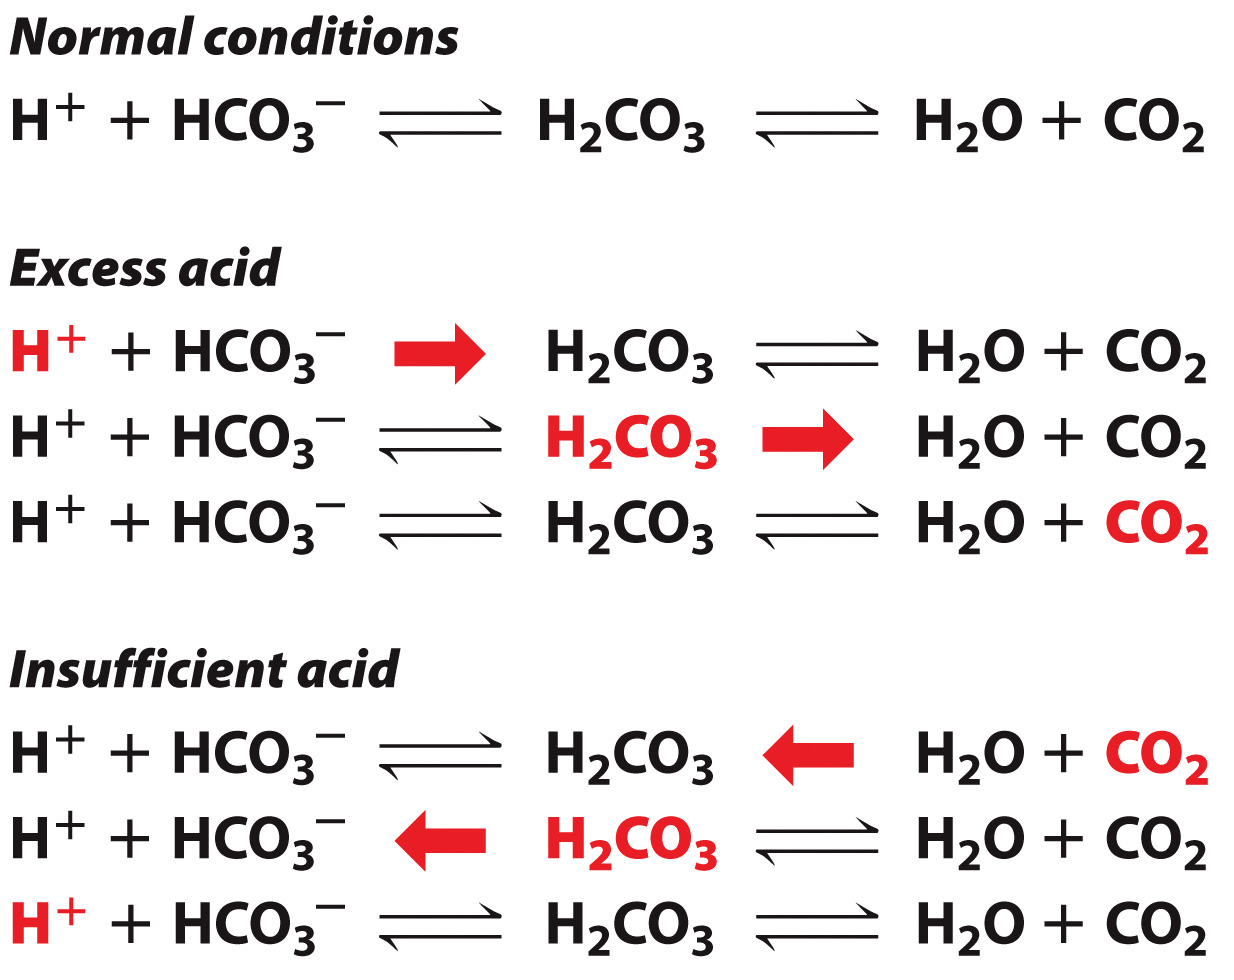 Normal conditions
H⁺ + HCO₃⁻ ⇌ H₂CO₃ ⇌ H₂O + CO₂
Excess acid
H⁺ + HCO₃⁻ ➡ H₂CO₃ ⇌ H₂O + CO₂
H⁺ + HCO₃⁻ ⇌ H₂CO₃ ➡ H₂O + CO₂
H⁺ + HCO₃⁻ ⇌ H₂CO₃ ⇌ H₂O + CO₂
Insufficient acid
H⁺ + HCO₃⁻ ⇌ H₂CO₃ ⬅ H₂O + CO₂
H⁺ + HCO₃⁻ ⬅ H₂CO₃ ⇌ H₂O + CO₂
H⁺ + HCO₃⁻ ⇌ H₂CO₃ ⇌ H₂O + CO₂